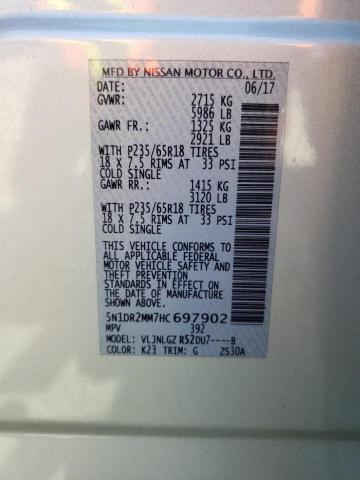 MFD BY NISSAN MOTOR CO., LTD.
DATE: 06/17
GVWR: 2715 KG
5986 LB
GAWR FR: 1325 KG
2921 LB
WITH P235/65R18 TIRES
18 X 7.5 RIMS AT 33 PSI
COLD SINGLE
GAWR RR: 1415 KG
3120 LB
WITH P235/65R18 TIRES
18 X 7.5 RIMS AT 33 PSI
COLD SINGLE
THIS VEHICLE CONFORMS TO
ALL APPLICABLE FEDERAL
MOTOR VEHICLE SAFETY AND
THEFT PREVENTION
STANDARDS IN EFFECT ON
THE DATE OF MANUFACTURE
SHOWN ABOVE.
5N1DR2MM7HC697902
MPV 392
MODEL: VLJNLGZ R52DU7----B
COLOR: K23 TRIM: G ZS30A